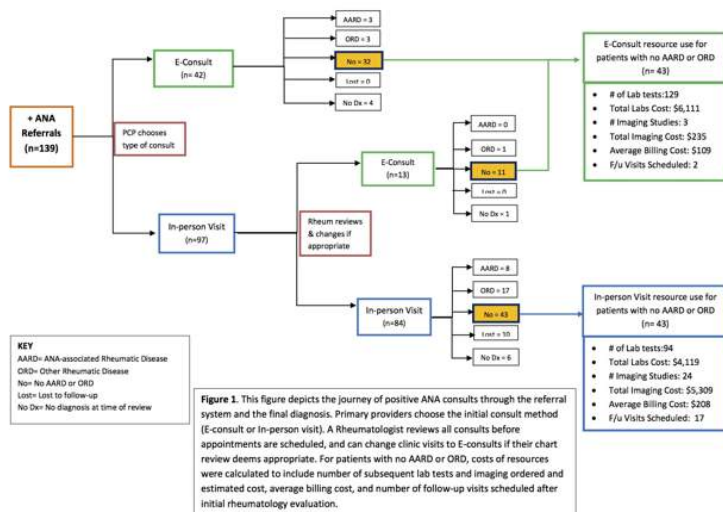 AARD = 3
ORD = 3
No = 32
Lost = 0
No Dx = 4
E-Consult
(n= 42)
+ ANA
Referrals
(n=139)
PCP chooses
type of consult
In-person Visit
(n=97)
Rheum reviews
& changes if
appropriate
E-Consult
(n=13)
AARD = 0
ORD = 1
No = 11
Lost = 0
No Dx = 1
In-person Visit
(n=84)
AARD = 8
ORD = 17
No = 43
Lost = 10
No Dx = 6
E-Consult resource use for
patients with no AARD or ORD
(n= 43)
• # of Lab tests:129
• Total Labs Cost: $6,111
• # Imaging Studies: 3
• Total Imaging Cost: $235
• Average Billing Cost: $109
• F/u Visits Scheduled: 2
In-person Visit resource use for
patients with no AARD or ORD
(n= 43)
• # of Lab tests:94
• Total Labs Cost: $4,119
• # Imaging Studies: 24
• Total Imaging Cost: $5,309
• Average Billing Cost: $208
• F/u Visits Scheduled: 17
KEY
AARD= ANA-associated Rheumatic Disease
ORD= Other Rheumatic Disease
No= No AARD or ORD
Lost= Lost to follow-up
No Dx= No diagnosis at time of review
Figure 1. This figure depicts the journey of positive ANA consults through the referral
system and the final diagnosis. Primary providers choose the initial consult method
(E-consult or In-person visit). A Rheumatologist reviews all consults before
appointments are scheduled, and can change clinic visits to E-consults if their chart
review deems appropriate. For patients with no AARD or ORD, costs of resources
were calculated to include number of subsequent lab tests and imaging ordered and
estimated cost, average billing cost, and number of follow-up visits scheduled after
initial rheumatology evaluation.